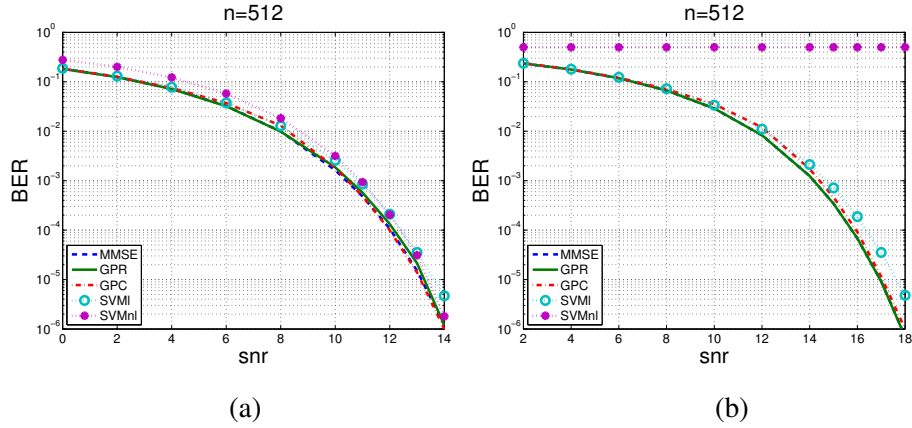 n=512
10^0
10^-1
10^-2
10^-3
10^-4
10^-5
10^-6
BER
MMSE
GPR
GPC
SVMl
SVMnl
0 2 4 6 8 10 12 14
snr
(a)
n=512
10^0
10^-1
10^-2
10^-3
10^-4
10^-5
10^-6
BER
MMSE
GPR
GPC
SVMl
SVMnl
2 4 6 8 10 12 14 16 18
snr
(b)